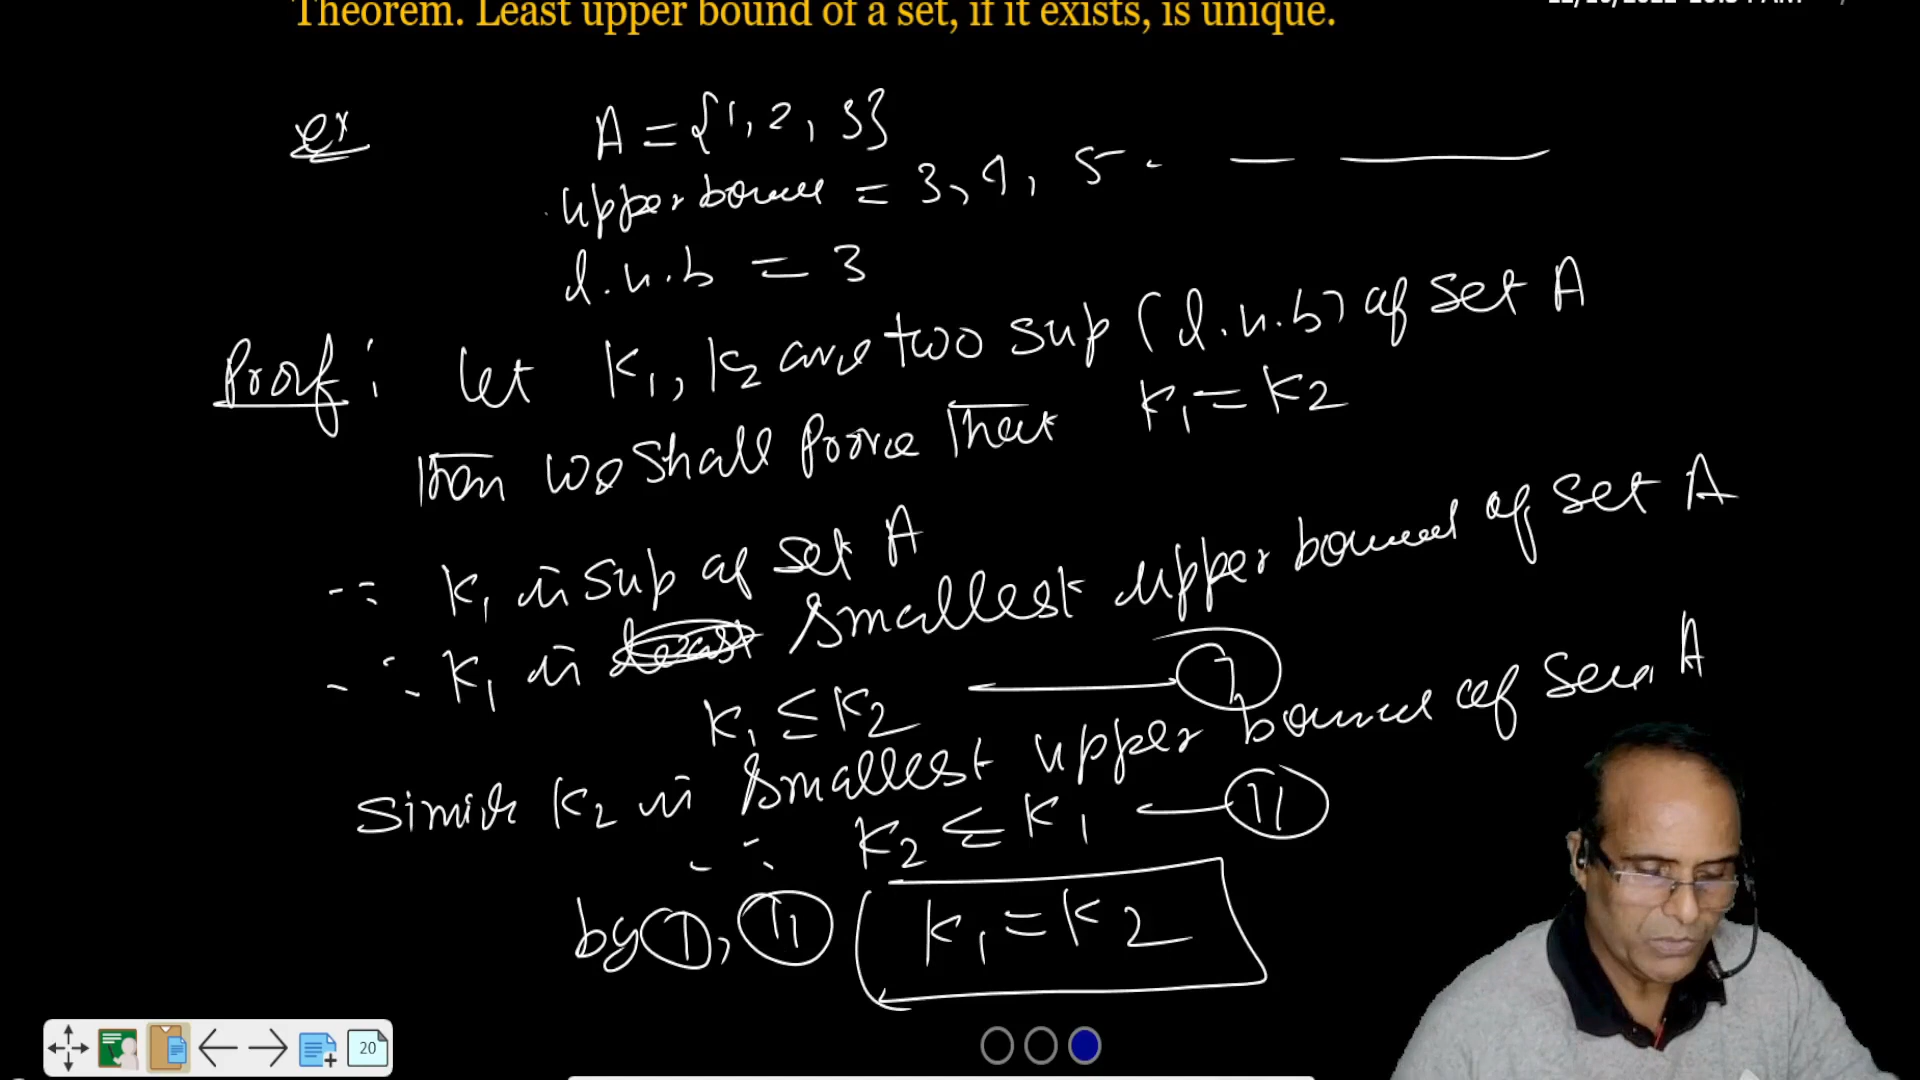 Theorem. Least upper bound of a set, if it exists, is unique.
ex A = {1, 2, 3}
upper bound = 3, 4, 5 - — ——
l.u.b = 3
Proof : let K₁, K₂ are two sup (l.u.b) of set A
then we shall prove that K₁ = K₂
∵ K₁ is sup of set A
∴ K₁ is smallest upper bound of set A
K₁ ≤ K₂ — I
K₂ is smallest upper bound of A
∴ K₂ ≤ K₁ — II
by I, II K₁ = K₂
20